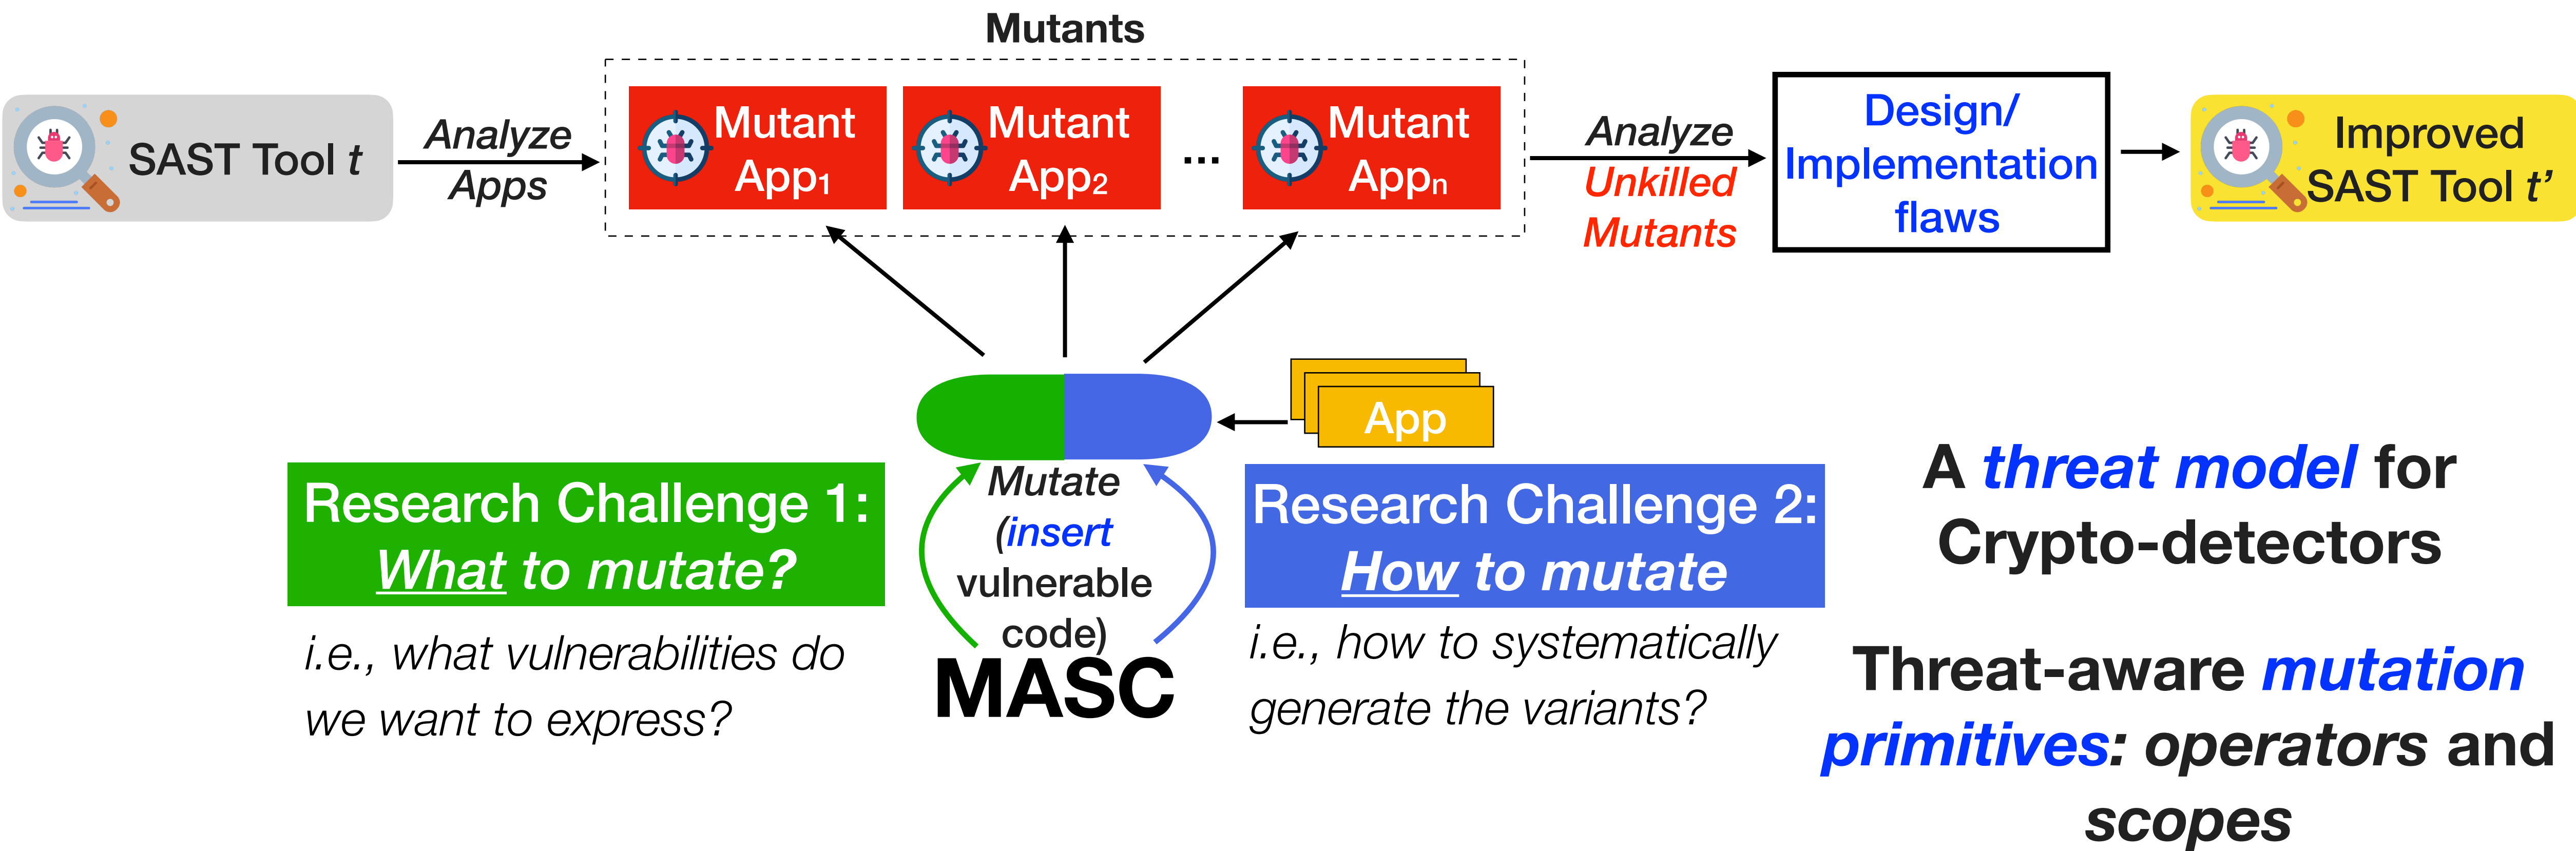 Mutants
SAST Tool t
Analyze
Apps
Mutant
App1
Mutant
App2
...
Mutant
Appn
Analyze
Unkilled
Mutants
Design/
Implementation
flaws
Improved
SAST Tool t’
App
Research Challenge 1:
What to mutate?
i.e., what vulnerabilities do
we want to express?
Mutate
(insert
vulnerable
code)
MASC
Research Challenge 2:
How to mutate
i.e., how to systematically
generate the variants?
A threat model for
Crypto-detectors
Threat-aware mutation
primitives: operators and
scopes